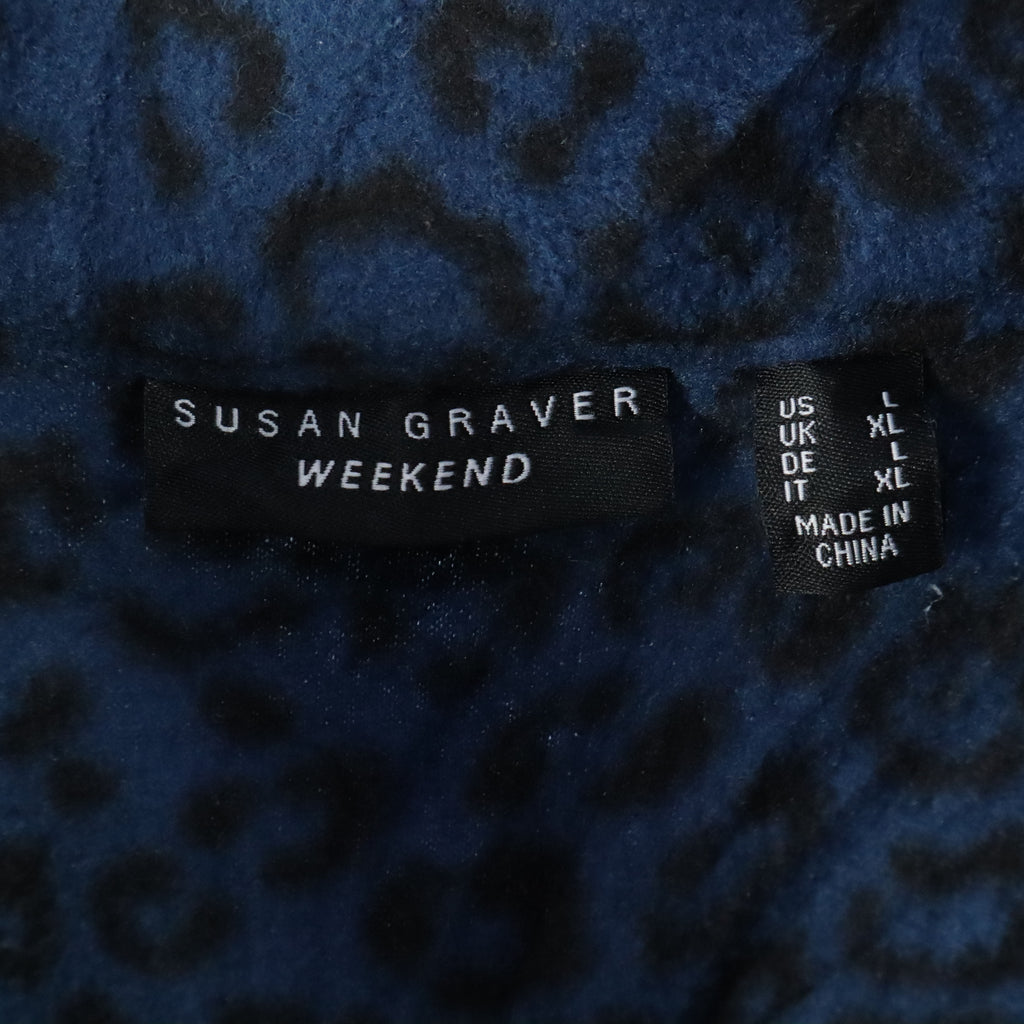 SUSAN GRAVER
WEEKEND
US L
UK XL
DE L
IT XL
MADE IN
CHINA